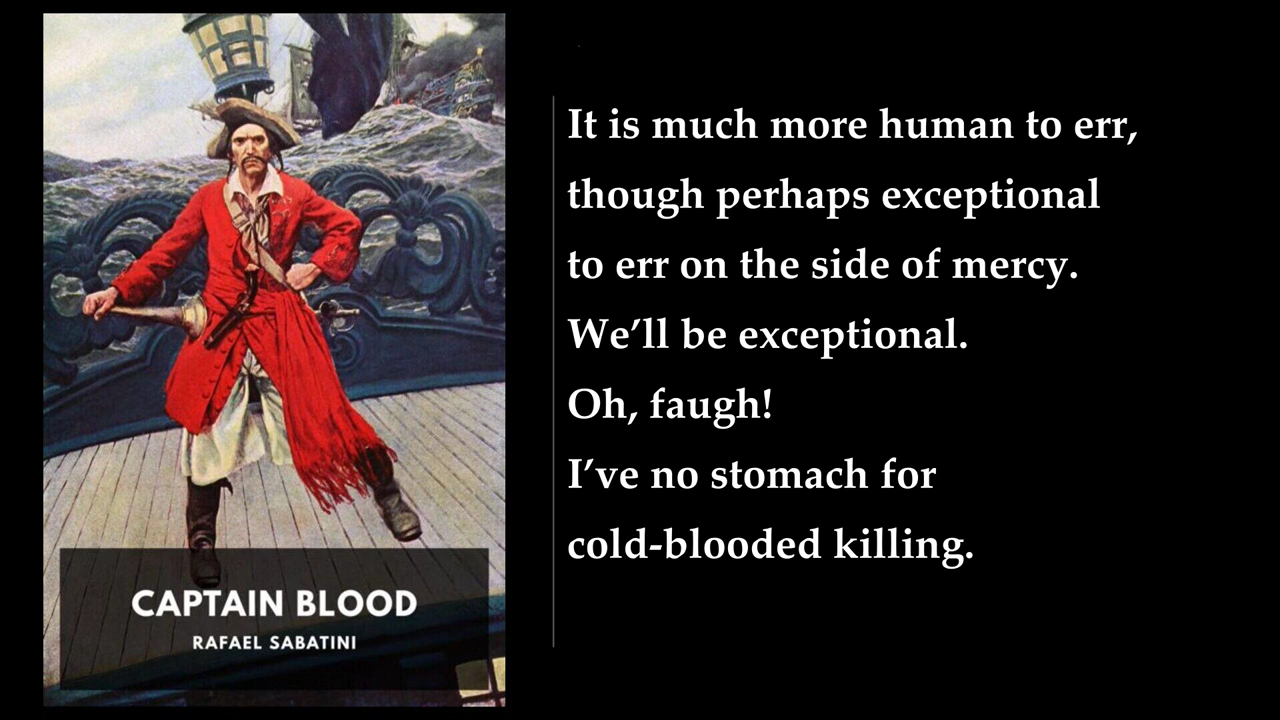 CAPTAIN BLOOD
RAFAEL SABATINI
It is much more human to err,
though perhaps exceptional
to err on the side of mercy.
We’ll be exceptional.
Oh, faugh!
I’ve no stomach for
cold-blooded killing.